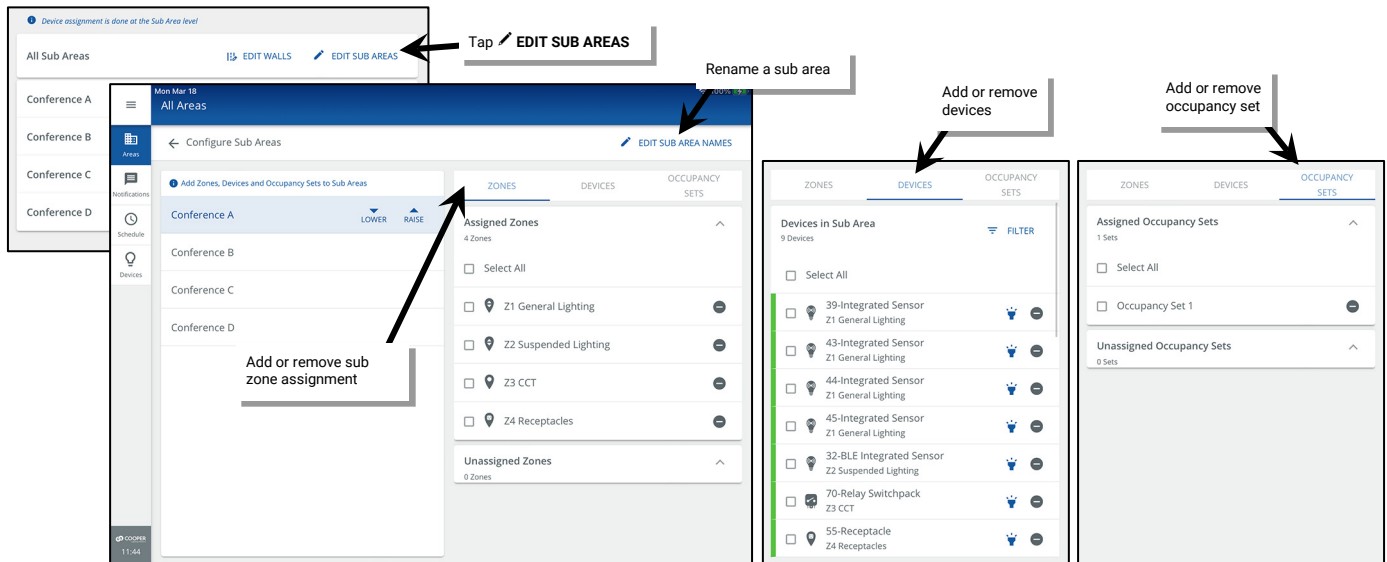 Device assignment is done at the Sub Area level
All Sub Areas
EDIT WALLS
EDIT SUB AREAS
Conference A
Conference B
Conference C
Conference D
Tap EDIT SUB AREAS
Rename a sub area
Add or remove
devices
Add or remove
occupancy set
Mon Mar 18
100%
All Areas
Areas
Notifications
Schedule
Devices
COOPER
11:44
Configure Sub Areas
EDIT SUB AREA NAMES
Add Zones, Devices and Occupancy Sets to Sub Areas
Conference A
LOWER
RAISE
Conference B
Conference C
Conference D
Add or remove sub
zone assignment
ZONES
DEVICES
OCCUPANCY
SETS
Assigned Zones
4 Zones
Select All
Z1 General Lighting
Z2 Suspended Lighting
Z3 CCT
Z4 Receptacles
Unassigned Zones
0 Zones
ZONES
DEVICES
OCCUPANCY
SETS
Devices in Sub Area
9 Devices
FILTER
Select All
39-Integrated Sensor
Z1 General Lighting
43-Integrated Sensor
Z1 General Lighting
44-Integrated Sensor
Z1 General Lighting
45-Integrated Sensor
Z1 General Lighting
32-BLE Integrated Sensor
Z2 Suspended Lighting
70-Relay Switchpack
Z3 CCT
55-Receptacle
Z4 Receptacles
ZONES
DEVICES
OCCUPANCY
SETS
Assigned Occupancy Sets
1 Sets
Select All
Occupancy Set 1
Unassigned Occupancy Sets
0 Sets